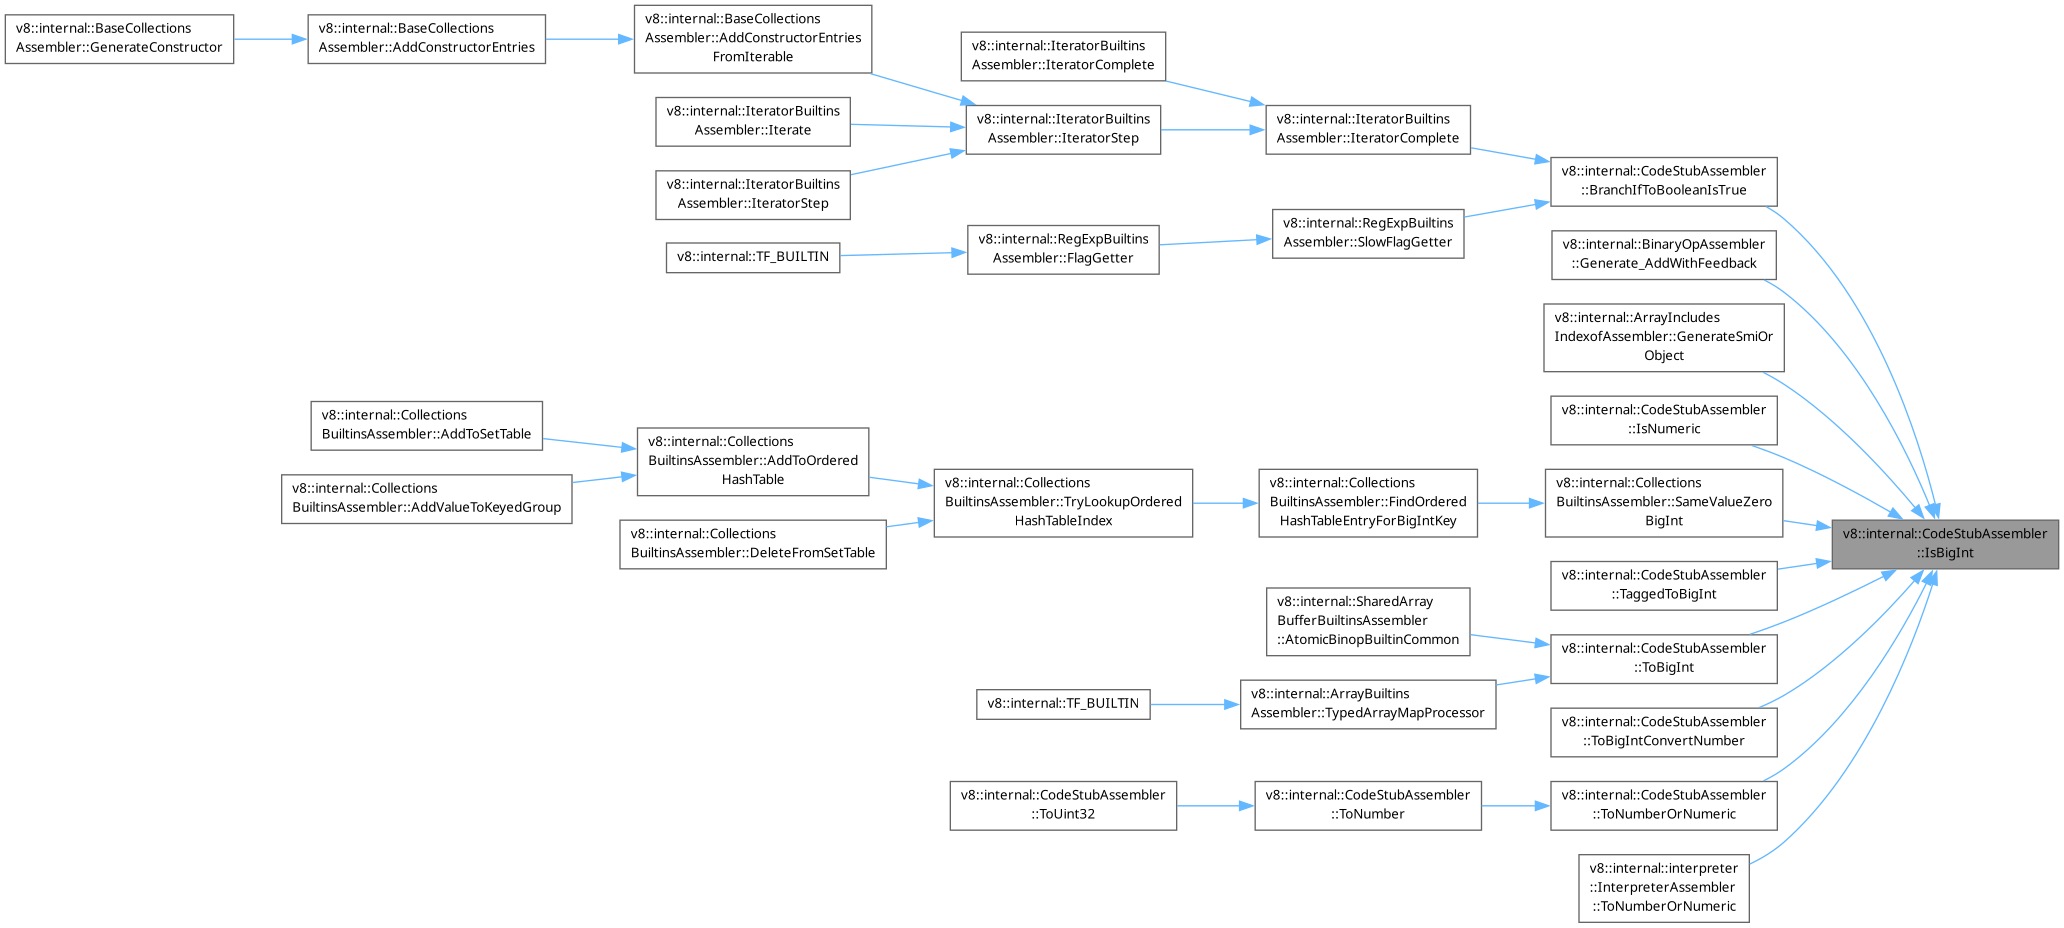 v8::internal::BaseCollections
Assembler::GenerateConstructor
v8::internal::BaseCollections
Assembler::AddConstructorEntries
v8::internal::BaseCollections
Assembler::AddConstructorEntries
FromIterable
v8::internal::IteratorBuiltins
Assembler::Iterate
v8::internal::IteratorBuiltins
Assembler::IteratorStep
v8::internal::TF_BUILTIN
v8::internal::IteratorBuiltins
Assembler::IteratorComplete
v8::internal::IteratorBuiltins
Assembler::IteratorStep
v8::internal::RegExpBuiltins
Assembler::FlagGetter
v8::internal::IteratorBuiltins
Assembler::IteratorComplete
v8::internal::RegExpBuiltins
Assembler::SlowFlagGetter
v8::internal::CodeStubAssembler
::BranchIfToBooleanIsTrue
v8::internal::BinaryOpAssembler
::Generate_AddWithFeedback
v8::internal::ArrayIncludes
IndexofAssembler::GenerateSmiOr
Object
v8::internal::CodeStubAssembler
::IsNumeric
v8::internal::Collections
BuiltinsAssembler::AddToSetTable
v8::internal::Collections
BuiltinsAssembler::AddValueToKeyedGroup
v8::internal::Collections
BuiltinsAssembler::AddToOrdered
HashTable
v8::internal::Collections
BuiltinsAssembler::DeleteFromSetTable
v8::internal::Collections
BuiltinsAssembler::TryLookupOrdered
HashTableIndex
v8::internal::Collections
BuiltinsAssembler::FindOrdered
HashTableEntryForBigIntKey
v8::internal::Collections
BuiltinsAssembler::SameValueZero
BigInt
v8::internal::CodeStubAssembler
::IsBigInt
v8::internal::CodeStubAssembler
::TaggedToBigInt
v8::internal::SharedArray
BufferBuiltinsAssembler
::AtomicBinopBuiltinCommon
v8::internal::CodeStubAssembler
::ToBigInt
v8::internal::TF_BUILTIN
v8::internal::ArrayBuiltins
Assembler::TypedArrayMapProcessor
v8::internal::CodeStubAssembler
::ToBigIntConvertNumber
v8::internal::CodeStubAssembler
::ToUint32
v8::internal::CodeStubAssembler
::ToNumber
v8::internal::CodeStubAssembler
::ToNumberOrNumeric
v8::internal::interpreter
::InterpreterAssembler
::ToNumberOrNumeric